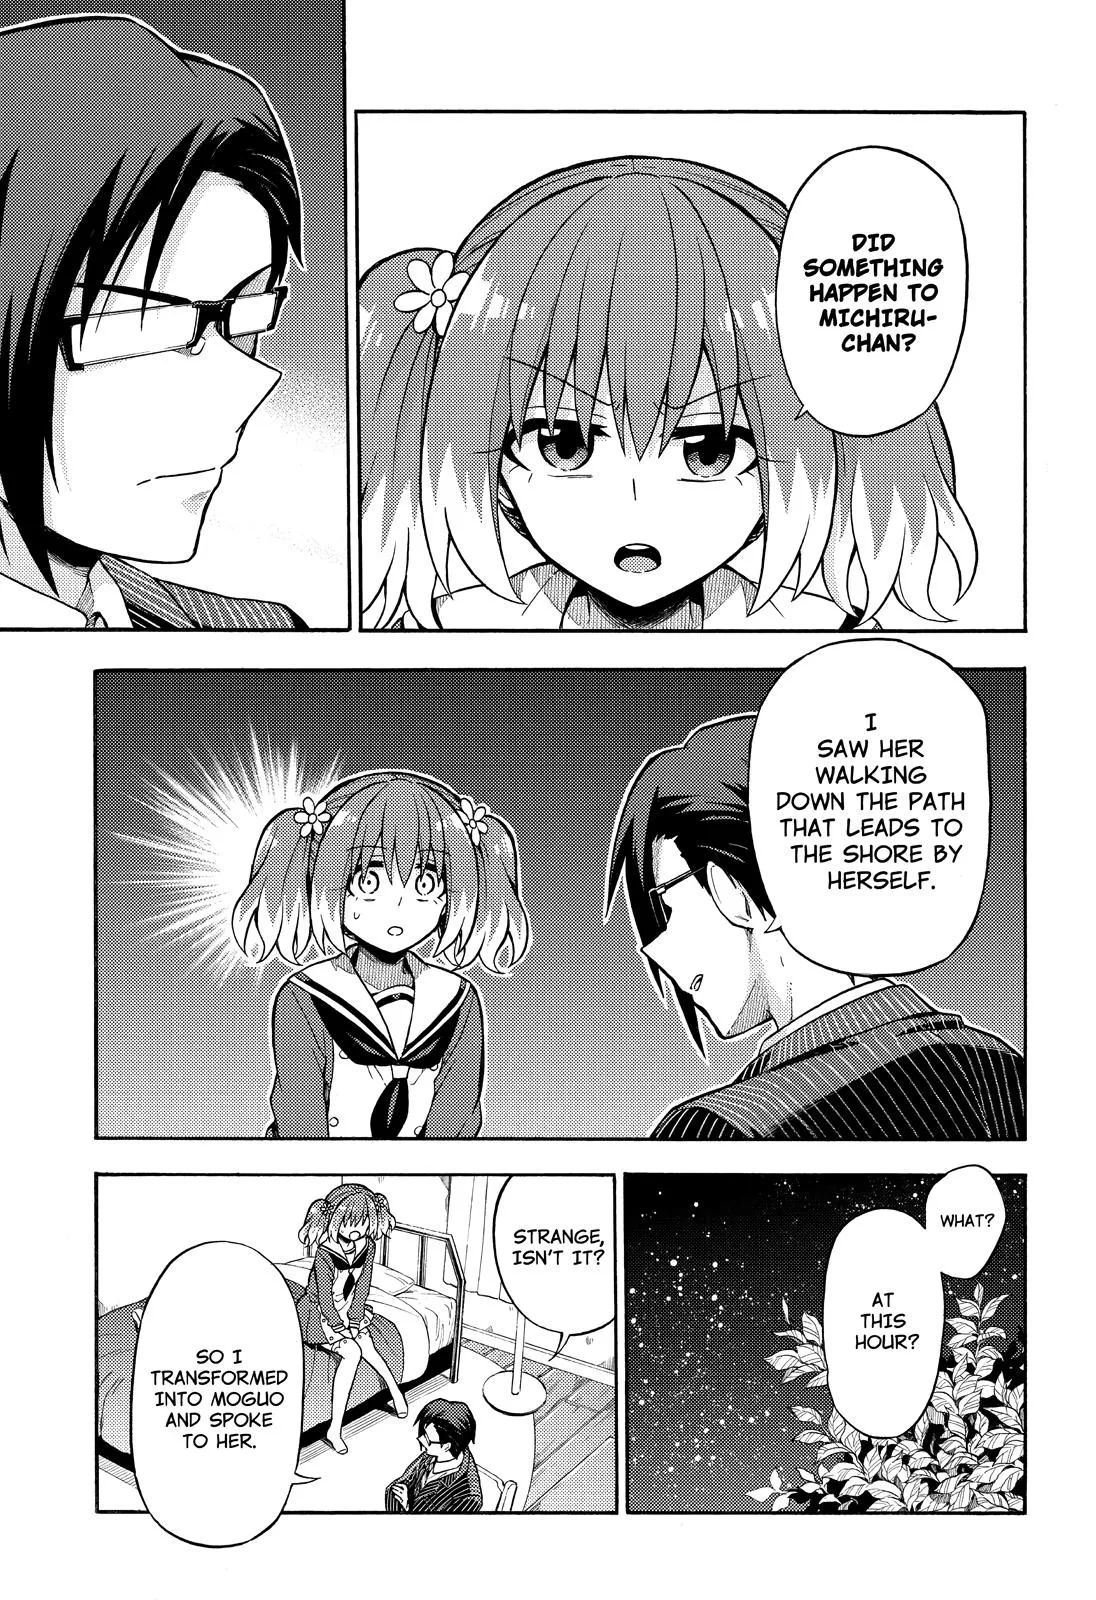 DID
SOMETHING
HAPPEN TO
MICHIRU-
CHAN?
I
SAW HER
WALKING
DOWN THE PATH
THAT LEADS TO
THE SHORE BY
HERSELF.
WHAT?
AT
THIS
HOUR?
STRANGE,
ISN'T IT?
SO I
TRANSFORMED
INTO MOGUO
AND SPOKE
TO HER.